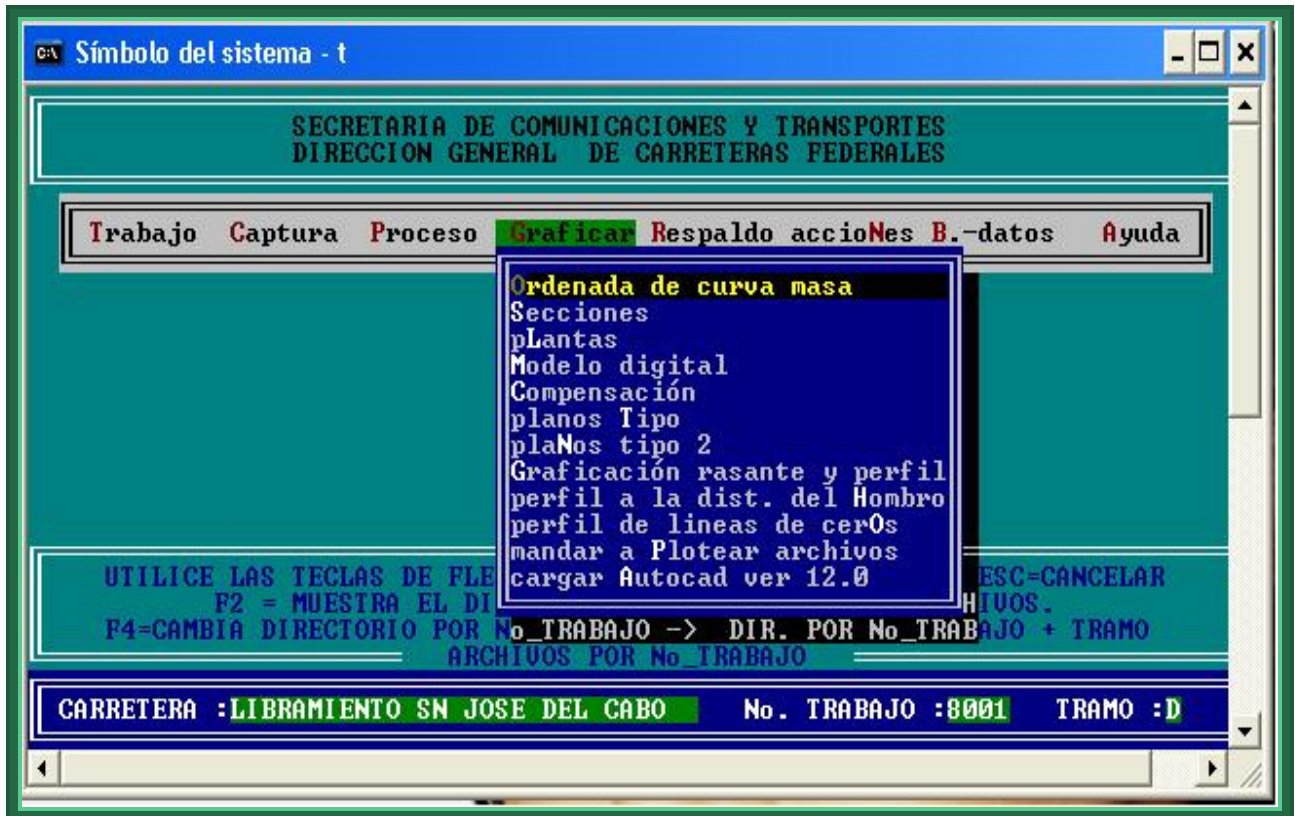 Símbolo del sistema - t
SECRETARIA DE COMUNICACIONES Y TRANSPORTES
DIRECCION GENERAL DE CARRETERAS FEDERALES
Trabajo Captura Proceso Graficar Respaldo accioNes B.-datos Ayuda
Ordenada de curva masa
Secciones
pLantas
Modelo digital
Compensación
planos Tipo
plaNos tipo 2
Graficación rasante y perfil
perfil a la dist. del Hombro
perfil de lineas de cerOs
mandar a Plotear archivos
cargar Autocad ver 12.0
UTILICE LAS TECLAS DE FLE ESC=CANCELAR
F2 = MUESTRA EL DI HIVOS.
F4=CAMBIA DIRECTORIO POR No_TRABAJO -> DIR. POR No_TRABAJO + TRAMO
ARCHIVOS POR No_TRABAJO
CARRETERA :LIBRAMIENTO SN JOSE DEL CABO No. TRABAJO :8001 TRAMO :D